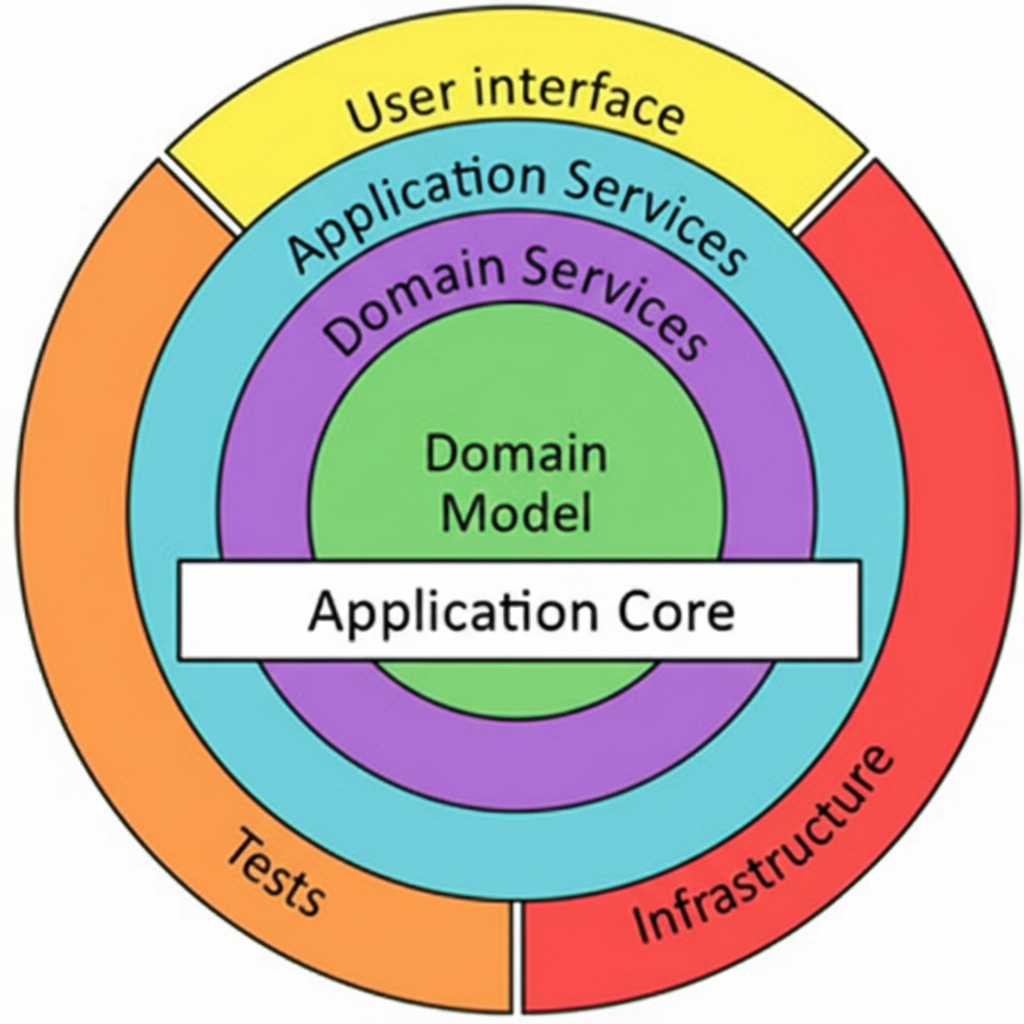 User interface
Application Services
Domain Services
Domain
Model
Application Core
Tests
Infrastructure